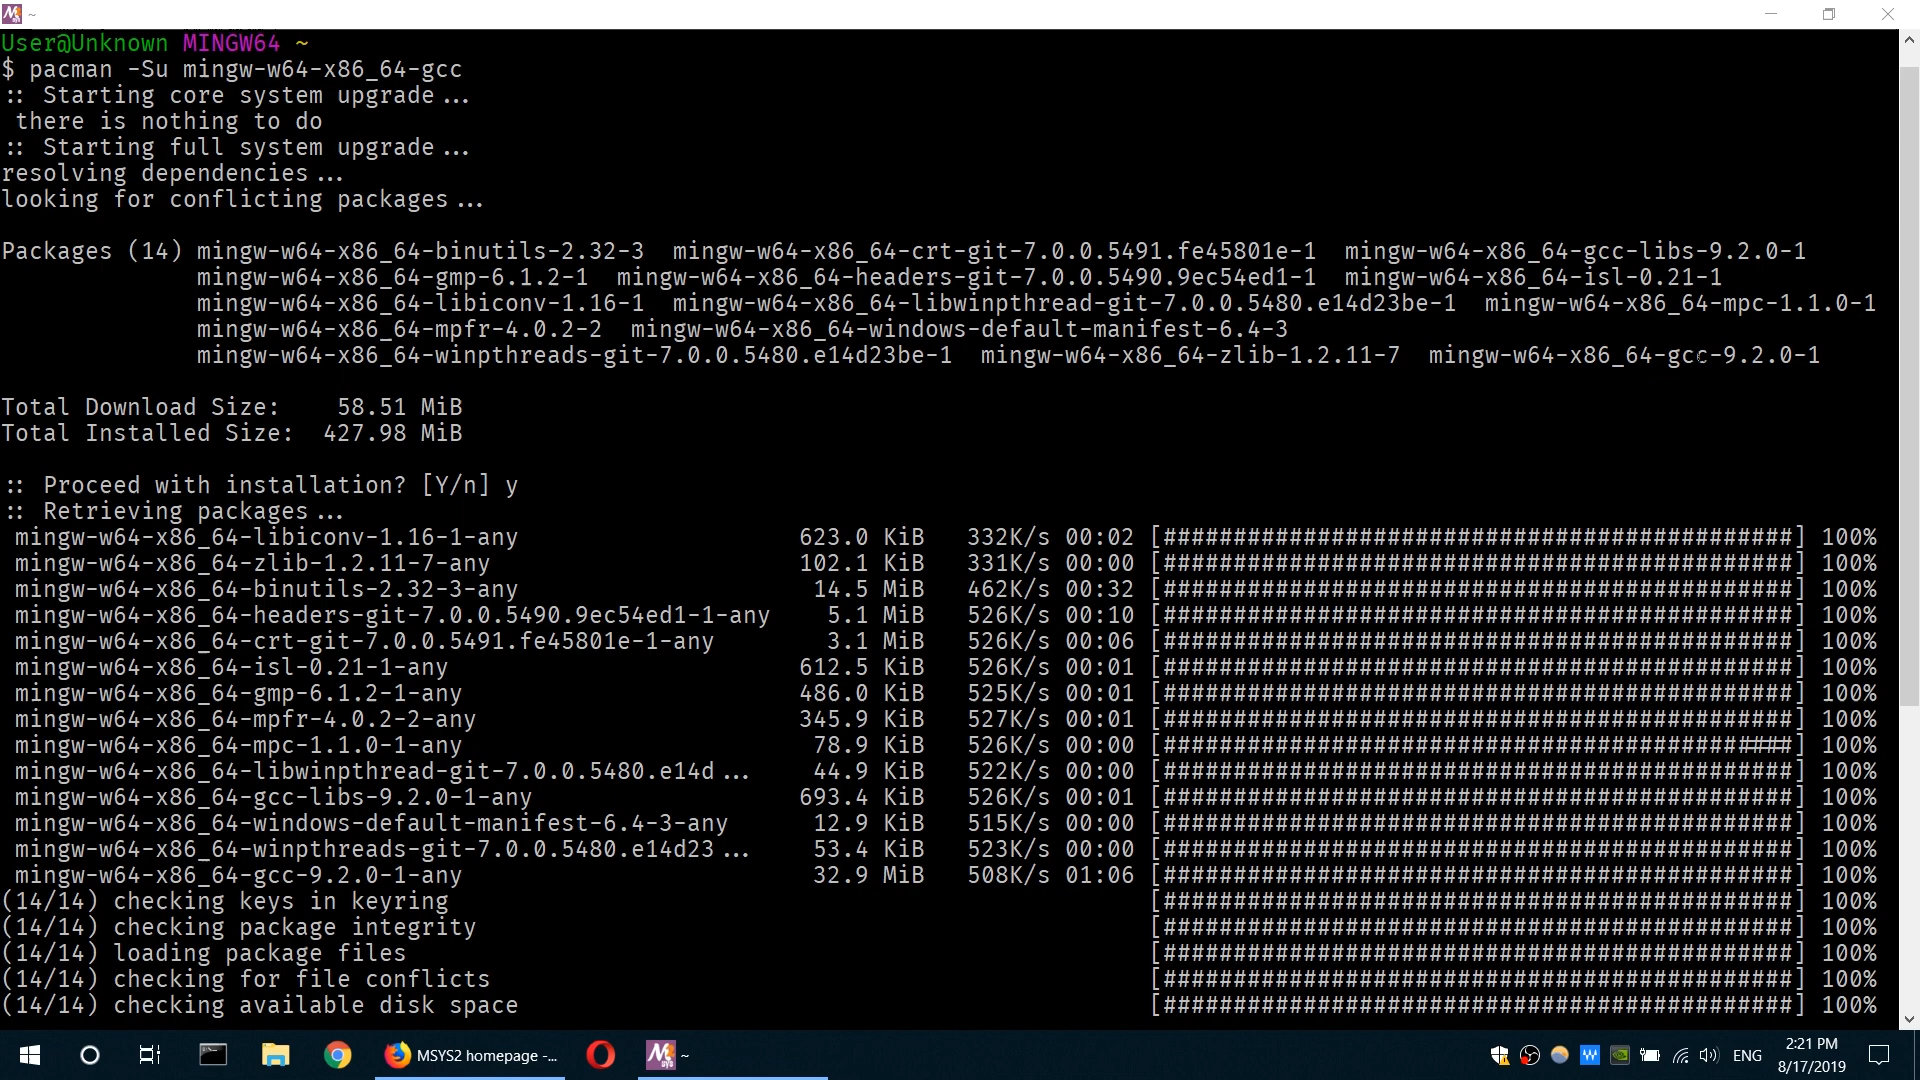 ~
User@Unknown MINGW64 ~
$ pacman -Su mingw-w64-x86_64-gcc
:: Starting core system upgrade...
there is nothing to do
:: Starting full system upgrade...
resolving dependencies...
looking for conflicting packages...
Packages (14) mingw-w64-x86_64-binutils-2.32-3 mingw-w64-x86_64-crt-git-7.0.0.5491.fe45801e-1 mingw-w64-x86_64-gcc-libs-9.2.0-1
mingw-w64-x86_64-gmp-6.1.2-1 mingw-w64-x86_64-headers-git-7.0.0.5490.9ec54ed1-1 mingw-w64-x86_64-isl-0.21-1
mingw-w64-x86_64-libiconv-1.16-1 mingw-w64-x86_64-libwinpthread-git-7.0.0.5480.e14d23be-1 mingw-w64-x86_64-mpc-1.1.0-1
mingw-w64-x86_64-mpfr-4.0.2-2 mingw-w64-x86_64-windows-default-manifest-6.4-3
mingw-w64-x86_64-winpthreads-git-7.0.0.5480.e14d23be-1 mingw-w64-x86_64-zlib-1.2.11-7 mingw-w64-x86_64-gcc-9.2.0-1
Total Download Size: 58.51 MiB
Total Installed Size: 427.98 MiB
:: Proceed with installation? [Y/n] y
:: Retrieving packages...
mingw-w64-x86_64-libiconv-1.16-1-any 623.0 KiB 332K/s 00:02 [#############################################] 100%
mingw-w64-x86_64-zlib-1.2.11-7-any 102.1 KiB 331K/s 00:00 [#############################################] 100%
mingw-w64-x86_64-binutils-2.32-3-any 14.5 MiB 462K/s 00:32 [#############################################] 100%
mingw-w64-x86_64-headers-git-7.0.0.5490.9ec54ed1-1-any 5.1 MiB 526K/s 00:10 [#############################################] 100%
mingw-w64-x86_64-crt-git-7.0.0.5491.fe45801e-1-any 3.1 MiB 526K/s 00:06 [#############################################] 100%
mingw-w64-x86_64-isl-0.21-1-any 612.5 KiB 526K/s 00:01 [#############################################] 100%
mingw-w64-x86_64-gmp-6.1.2-1-any 486.0 KiB 525K/s 00:01 [#############################################] 100%
mingw-w64-x86_64-mpfr-4.0.2-2-any 345.9 KiB 527K/s 00:01 [#############################################] 100%
mingw-w64-x86_64-mpc-1.1.0-1-any 78.9 KiB 526K/s 00:00 [#############################################] 100%
mingw-w64-x86_64-libwinpthread-git-7.0.0.5480.e14d... 44.9 KiB 522K/s 00:00 [#############################################] 100%
mingw-w64-x86_64-gcc-libs-9.2.0-1-any 693.4 KiB 526K/s 00:01 [#############################################] 100%
mingw-w64-x86_64-windows-default-manifest-6.4-3-any 12.9 KiB 515K/s 00:00 [#############################################] 100%
mingw-w64-x86_64-winpthreads-git-7.0.0.5480.e14d23... 53.4 KiB 523K/s 00:00 [#############################################] 100%
mingw-w64-x86_64-gcc-9.2.0-1-any 32.9 MiB 508K/s 01:06 [#############################################] 100%
(14/14) checking keys in keyring [#############################################] 100%
(14/14) checking package integrity [#############################################] 100%
(14/14) loading package files [#############################################] 100%
(14/14) checking for file conflicts [#############################################] 100%
(14/14) checking available disk space [#############################################] 100%
MSYS2 homepage -... ~ ENG 2:21 PM
8/17/2019